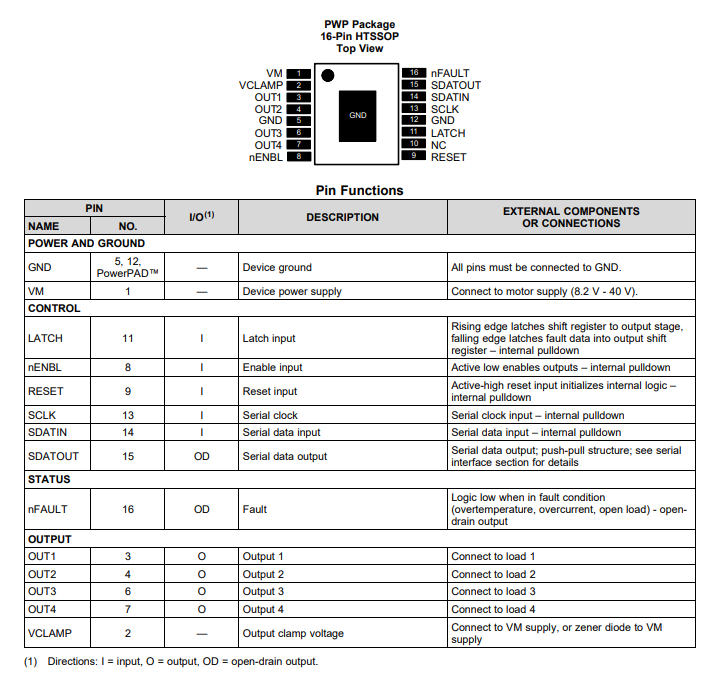 PWP Package
16-Pin HTSSOP
Top View
VM 1 16 nFAULT
VCLAMP 2 15 SDATOUT
OUT1 3 14 SDATIN
OUT2 4 13 SCLK
GND 5 GND 12 GND
OUT3 6 11 LATCH
OUT4 7 10 NC
nENBL 8 9 RESET
Pin Functions
PIN I/O(1) DESCRIPTION EXTERNAL COMPONENTS
OR CONNECTIONS
NAME NO.
POWER AND GROUND
GND 5, 12,
PowerPAD™ — Device ground All pins must be connected to GND.
VM 1 — Device power supply Connect to motor supply (8.2 V - 40 V).
CONTROL
LATCH 11 I Latch input Rising edge latches shift register to output stage,
falling edge latches fault data into output shift
register – internal pulldown
nENBL 8 I Enable input Active low enables outputs – internal pulldown
RESET 9 I Reset input Active-high reset input initializes internal logic –
internal pulldown
SCLK 13 I Serial clock Serial clock input – internal pulldown
SDATIN 14 I Serial data input Serial data input – internal pulldown
SDATOUT 15 OD Serial data output Serial data output; push-pull structure; see serial
interface section for details
STATUS
nFAULT 16 OD Fault Logic low when in fault condition
(overtemperature, overcurrent, open load) - open-
drain output
OUTPUT
OUT1 3 O Output 1 Connect to load 1
OUT2 4 O Output 2 Connect to load 2
OUT3 6 O Output 3 Connect to load 3
OUT4 7 O Output 4 Connect to load 4
VCLAMP 2 — Output clamp voltage Connect to VM supply, or zener diode to VM
supply
(1) Directions: I = input, O = output, OD = open-drain output.